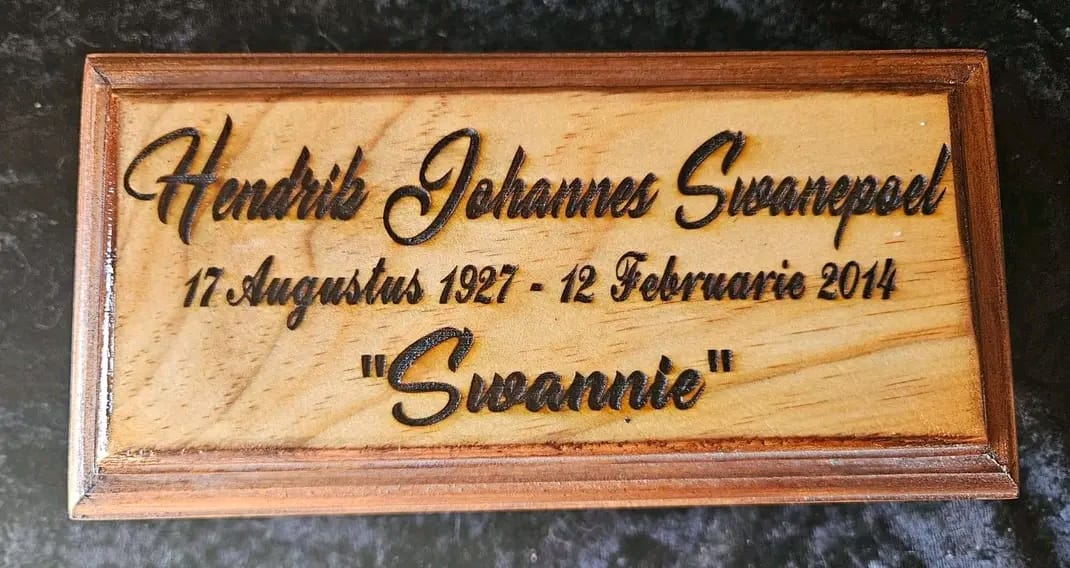 Hendrik Johannes Swanepoel
17 Augustus 1927 - 12 Februarie 2014
"Swannie"